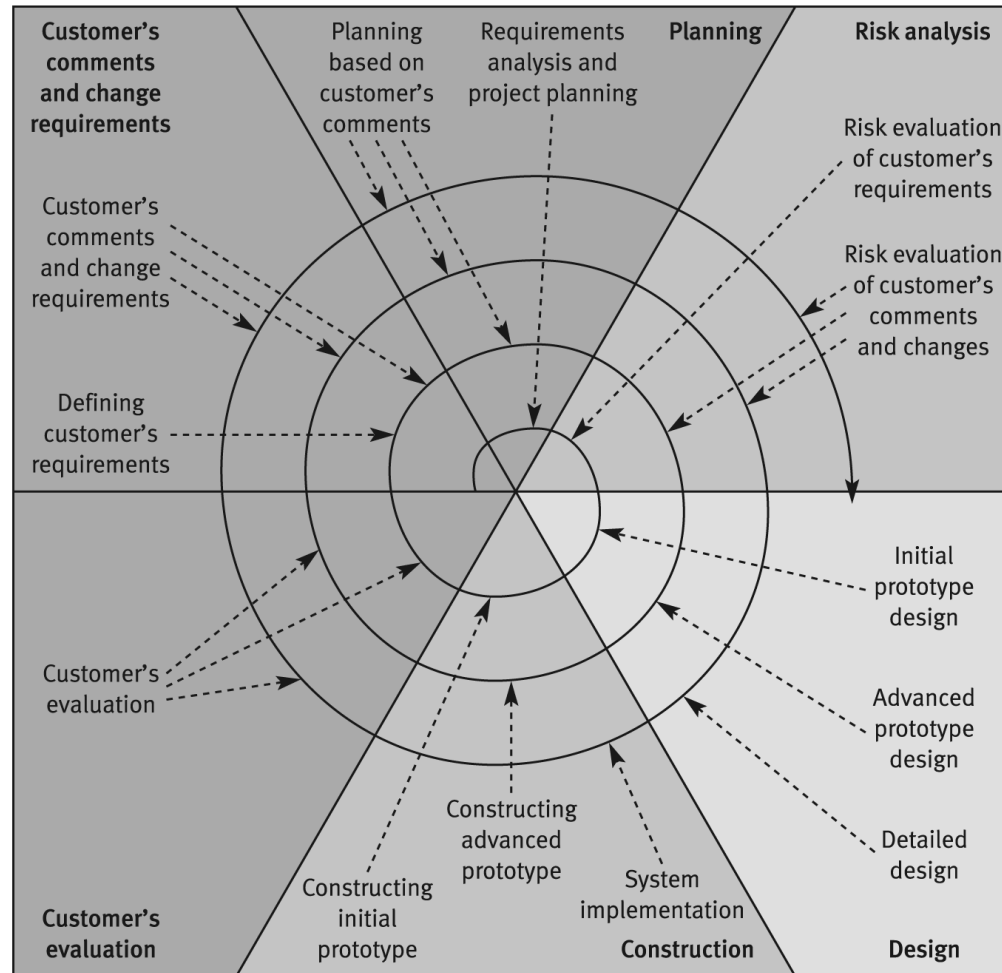 Customer’s
comments
and change
requirements
Planning
based on
customer’s
comments
Requirements
analysis and
project planning
Planning
Risk analysis
Risk evaluation
of customer’s
requirements
Customer’s
comments
and change
requirements
Risk evaluation
of customer’s
comments
and changes
Defining
customer’s
requirements
Initial
prototype
design
Customer’s
evaluation
Advanced
prototype
design
Constructing
advanced
prototype
Detailed
design
Constructing
initial
prototype
System
implementation
Customer’s
evaluation
Construction
Design